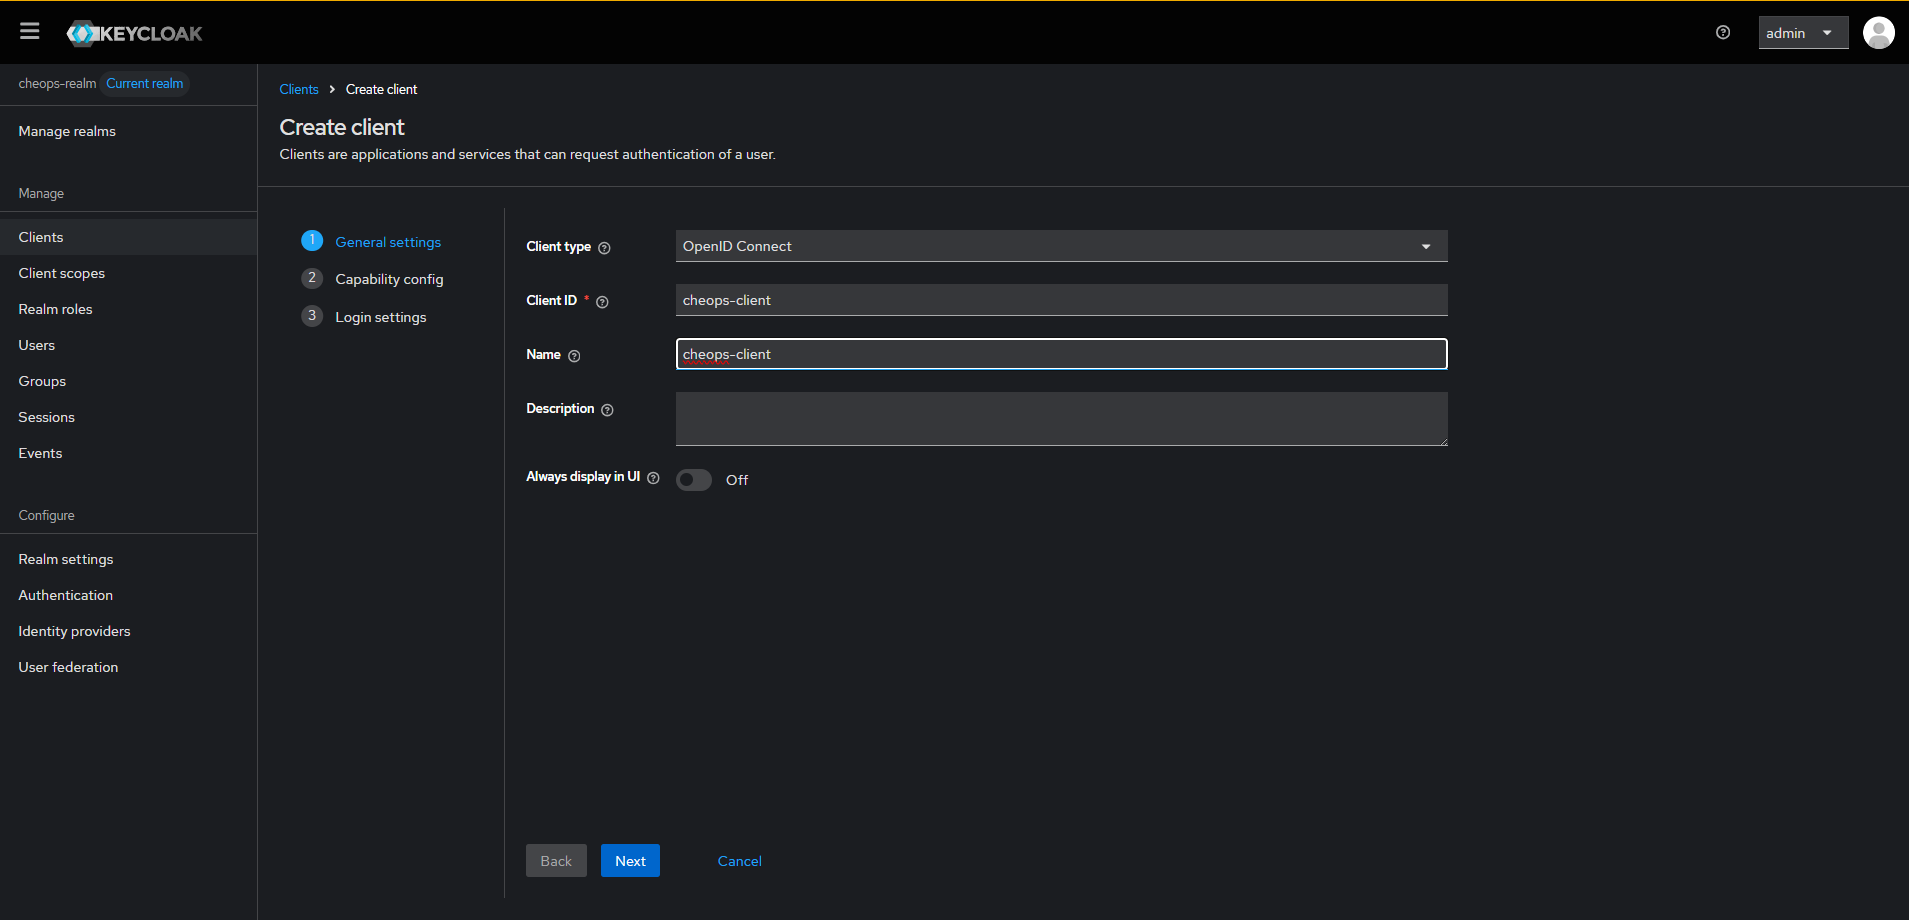 KEYCLOAK
admin
cheops-realm Current realm
Manage realms
Manage
Clients
Client scopes
Realm roles
Users
Groups
Sessions
Events
Configure
Realm settings
Authentication
Identity providers
User federation
Clients > Create client
Create client
Clients are applications and services that can request authentication of a user.
1 General settings
2 Capability config
3 Login settings
Client type OpenID Connect
Client ID * cheops-client
Name cheops-client
Description
Always display in UI Off
Back Next Cancel